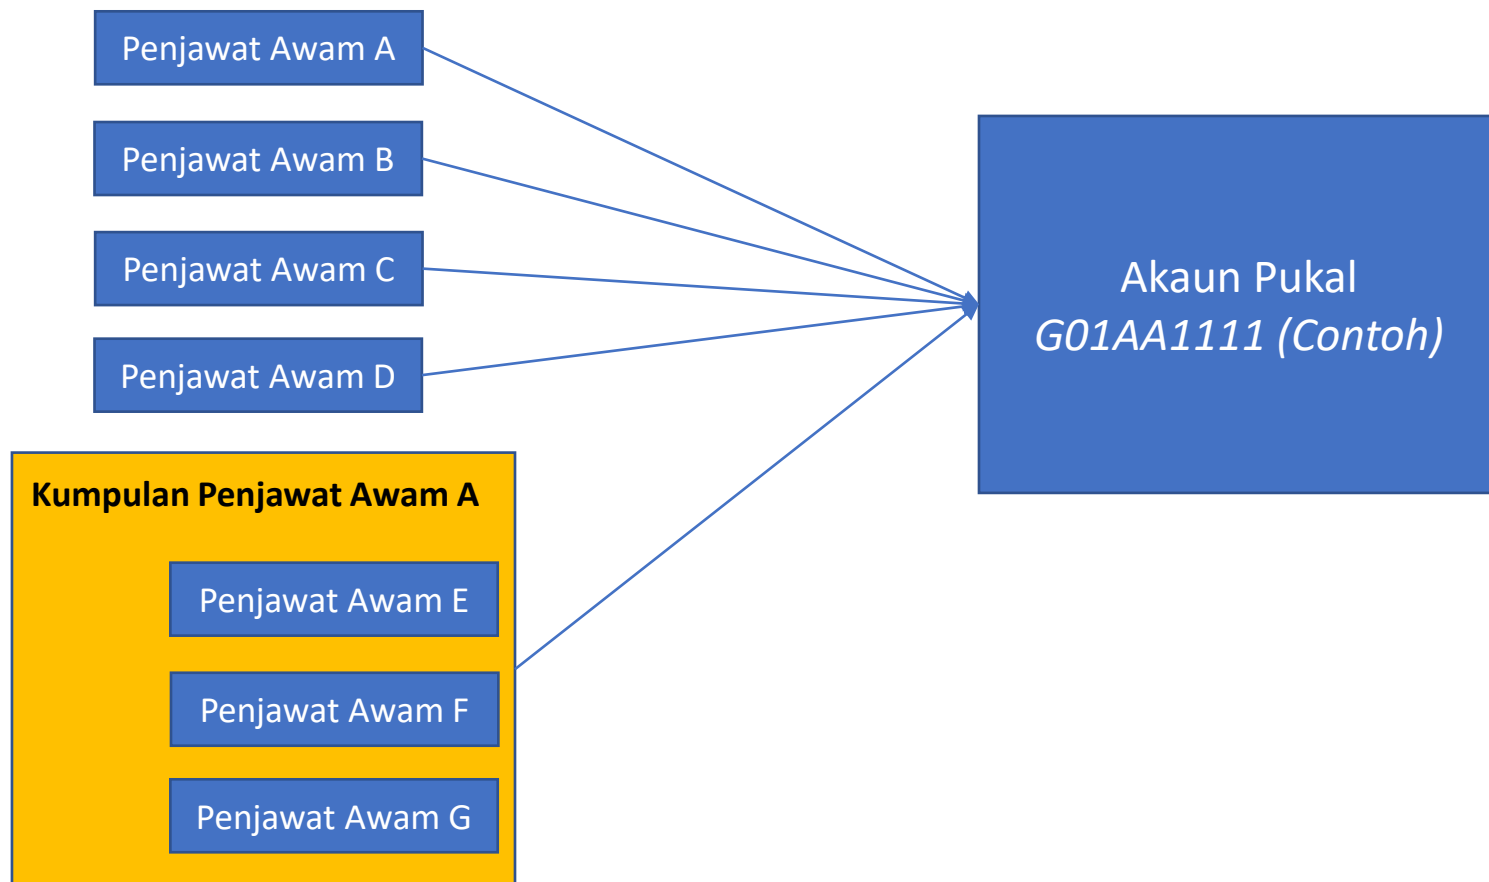 Penjawat Awam A
Penjawat Awam B
Penjawat Awam C
Penjawat Awam D
Kumpulan Penjawat Awam A
Penjawat Awam E
Penjawat Awam F
Penjawat Awam G
Akaun Pukal
G01AA1111 (Contoh)